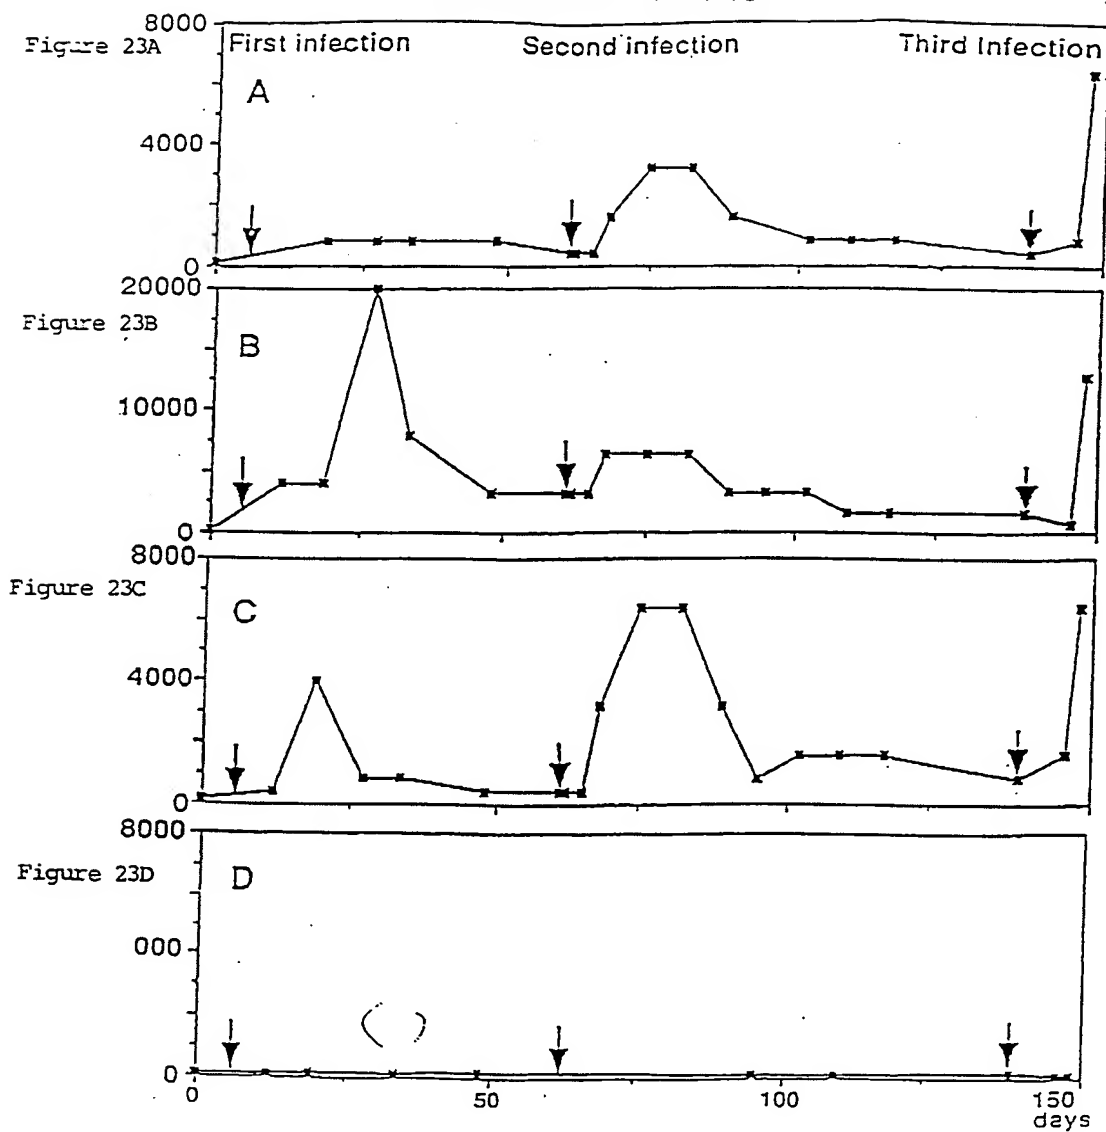 8000
Figure 23A
First infection Second infection Third Infection
A
4000
0
20000
Figure 23B
B
10000
0
8000
Figure 23C
C
4000
0
8000
Figure 23D
D
000
0
0 50 100 150
days